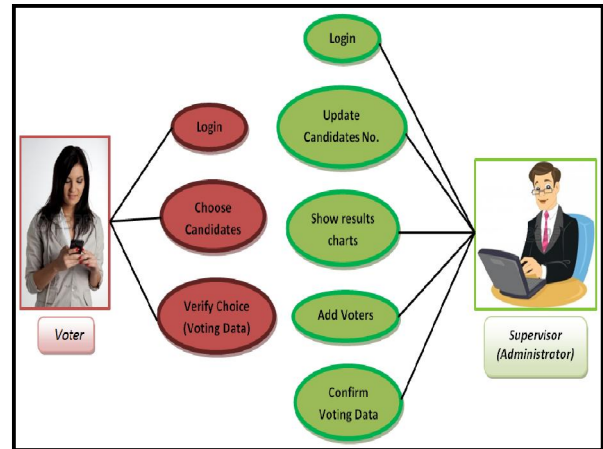 Login
Update
Candidates No.
Show results
charts
Add Voters
Confirm
Voting Data
Login
Choose
Candidates
Verify Choice
(Voting Data)
Voter
Supervisor
(Administrator)